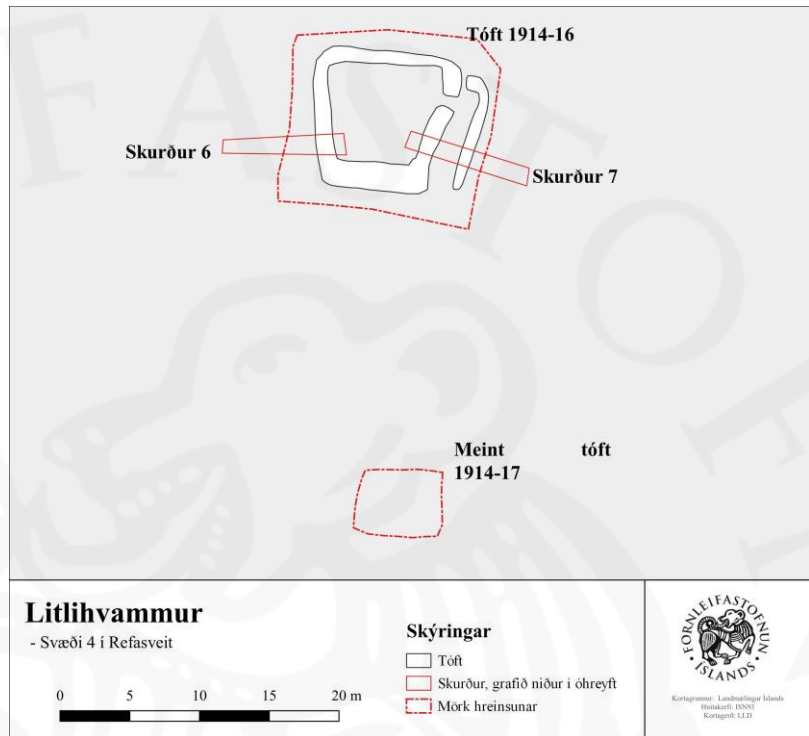 Tóft 1914-16
Skurður 6
Skurður 7
Meint tóft
1914-17
Litlihvammur
- Svæði 4 í Refasveit
0 5 10 15 20 m
Skýringar
Tóft
Skurður, grafið niður í óhreyft
Mörk hreinsunar
FORNLEIFASTOFNUN ÍSLANDS
Kortagrunnur: Landmælingar Íslands
Hnitakerfi: ISN93
Kortagerð: LLD